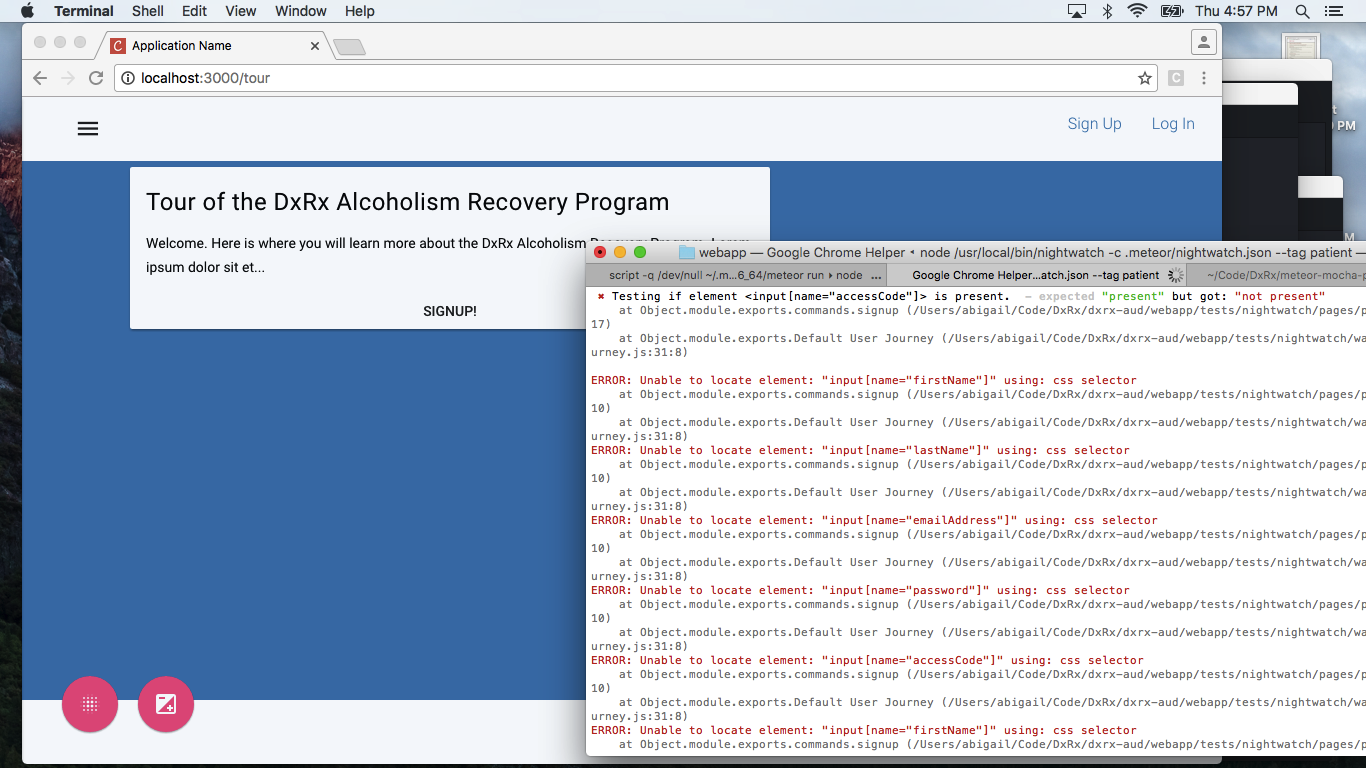 Terminal Shell Edit View Window Help Thu 4:57 PM
C Application Name
localhost:3000/tour C
Sign Up Log In
PM
Tour of the DxRx Alcoholism Recovery Program
Welcome. Here is where you will learn more about the DxRx Alcoholism
ipsum dolor sit et...
SIGNUP!
webapp — Google Chrome Helper ◂ node /usr/local/bin/nightwatch -c .meteor/nightwatch.json --tag patient
script -q /dev/null ~/.m...6_64/meteor run ▸ node ... Google Chrome Helper...atch.json --tag patient ~/Code/DxRx/meteor-mocha-p
✖ Testing if element <input[name="accessCode"]> is present. – expected "present" but got: "not present"
at Object.module.exports.commands.signup (/Users/abigail/Code/DxRx/dxrx-aud/webapp/tests/nightwatch/pages/p
17)
at Object.module.exports.Default User Journey (/Users/abigail/Code/DxRx/dxrx-aud/webapp/tests/nightwatch/wa
urney.js:31:8)
ERROR: Unable to locate element: "input[name="firstName"]" using: css selector
at Object.module.exports.commands.signup (/Users/abigail/Code/DxRx/dxrx-aud/webapp/tests/nightwatch/pages/p
10)
at Object.module.exports.Default User Journey (/Users/abigail/Code/DxRx/dxrx-aud/webapp/tests/nightwatch/wa
urney.js:31:8)
ERROR: Unable to locate element: "input[name="lastName"]" using: css selector
at Object.module.exports.commands.signup (/Users/abigail/Code/DxRx/dxrx-aud/webapp/tests/nightwatch/pages/p
10)
at Object.module.exports.Default User Journey (/Users/abigail/Code/DxRx/dxrx-aud/webapp/tests/nightwatch/wa
urney.js:31:8)
ERROR: Unable to locate element: "input[name="emailAddress"]" using: css selector
at Object.module.exports.commands.signup (/Users/abigail/Code/DxRx/dxrx-aud/webapp/tests/nightwatch/pages/p
10)
at Object.module.exports.Default User Journey (/Users/abigail/Code/DxRx/dxrx-aud/webapp/tests/nightwatch/wa
urney.js:31:8)
ERROR: Unable to locate element: "input[name="password"]" using: css selector
at Object.module.exports.commands.signup (/Users/abigail/Code/DxRx/dxrx-aud/webapp/tests/nightwatch/pages/p
10)
at Object.module.exports.Default User Journey (/Users/abigail/Code/DxRx/dxrx-aud/webapp/tests/nightwatch/wa
urney.js:31:8)
ERROR: Unable to locate element: "input[name="accessCode"]" using: css selector
at Object.module.exports.commands.signup (/Users/abigail/Code/DxRx/dxrx-aud/webapp/tests/nightwatch/pages/p
10)
at Object.module.exports.Default User Journey (/Users/abigail/Code/DxRx/dxrx-aud/webapp/tests/nightwatch/wa
urney.js:31:8)
ERROR: Unable to locate element: "input[name="firstName"]" using: css selector
at Object.module.exports.commands.signup (/Users/abigail/Code/DxRx/dxrx-aud/webapp/tests/nightwatch/pages/p